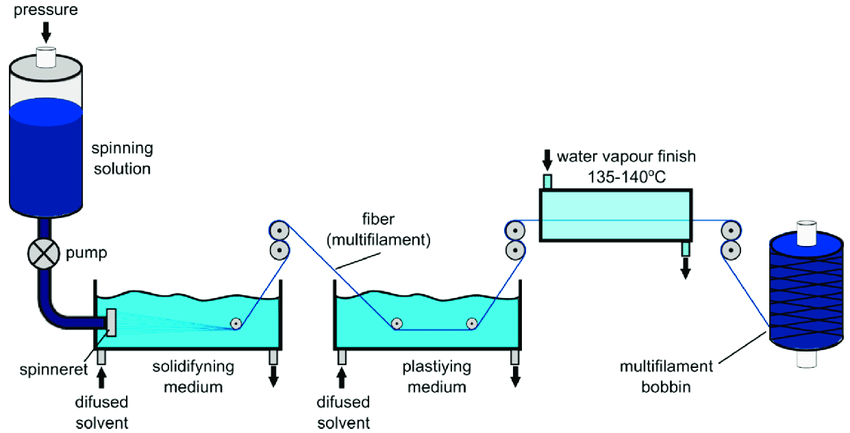 pressure
spinning
solution
pump
spinneret
difused
solvent
solidifyning
medium
fiber
(multifilament)
difused
solvent
plastiying
medium
water vapour finish
135-140ºC
multifilament
bobbin